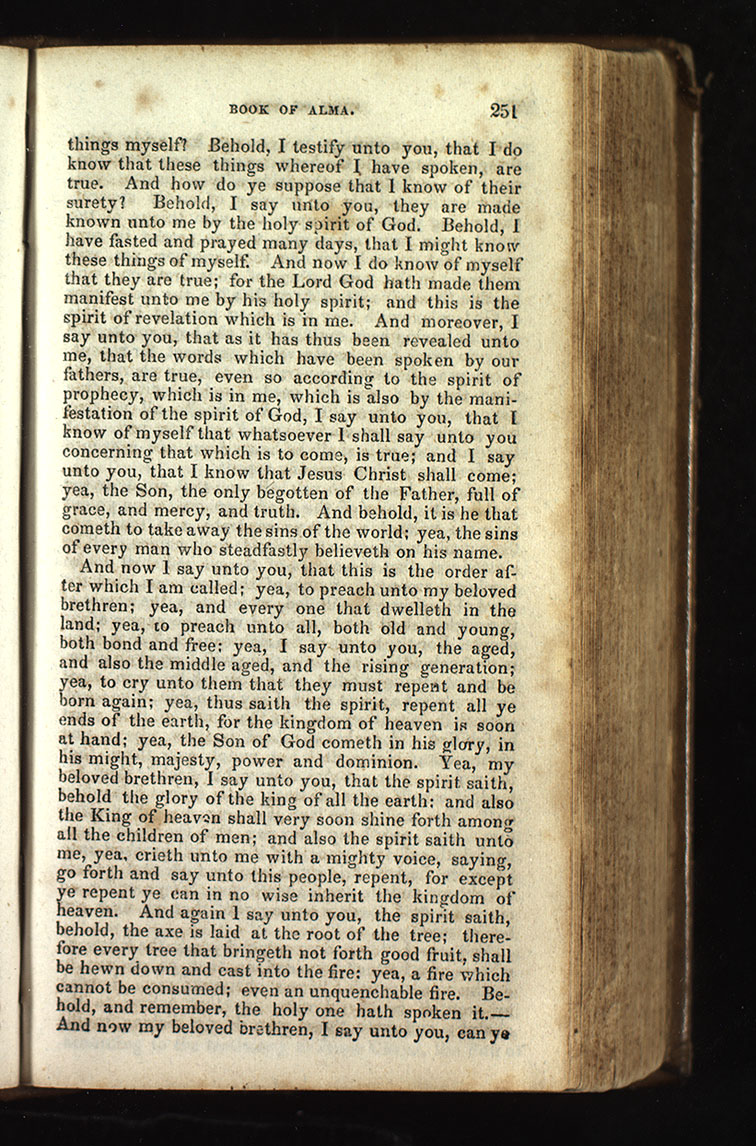 BOOK OF ALMA. 251
things myself? Behold, I testify unto you, that I do
know that these things whereof I have spoken, are
true. And how do ye suppose that I know of their
surety? Behold, I say unto you, they are made
known unto me by the holy spirit of God. Behold, I
have fasted and prayed many days, that I might know
these things of myself. And now I do know of myself
that they are true; for the Lord God hath made them
manifest unto me by his holy spirit; and this is the
spirit of revelation which is in me. And moreover, I
say unto you, that as it has thus been revealed unto
me, that the words which have been spoken by our
fathers, are true, even so according to the spirit of
prophecy, which is in me, which is also by the mani-
festation of the spirit of God, I say unto you, that I
know of myself that whatsoever I shall say unto you
concerning that which is to come, is true; and I say
unto you, that I know that Jesus Christ shall come;
yea, the Son, the only begotten of the Father, full of
grace, and mercy, and truth. And behold, it is he that
cometh to take away the sins of the world; yea, the sins
of every man who steadfastly believeth on his name.
And now I say unto you, that this is the order af-
ter which I am called; yea, to preach unto my beloved
brethren; yea, and every one that dwelleth in the
land; yea, to preach unto all, both old and young,
both bond and free: yea, I say unto you, the aged,
and also the middle aged, and the rising generation;
yea, to cry unto them that they must repent and be
born again; yea, thus saith the spirit, repent all ye
ends of the earth, for the kingdom of heaven is soon
at hand; yea, the Son of God cometh in his glory, in
his might, majesty, power and dominion. Yea, my
beloved brethren, I say unto you, that the spirit saith,
behold the glory of the king of all the earth: and also
the King of heaven shall very soon shine forth among
all the children of men; and also the spirit saith unto
me, yea, crieth unto me with a mighty voice, saying,
go forth and say unto this people, repent, for except
ye repent ye can in no wise inherit the kingdom of
heaven. And again I say unto you, the spirit saith,
behold, the axe is laid at the root of the tree; there-
fore every tree that bringeth not forth good fruit, shall
be hewn down and cast into the fire: yea, a fire which
cannot be consumed; even an unquenchable fire. Be-
hold, and remember, the holy one hath spoken it.—
And now my beloved brethren, I say unto you, can ye